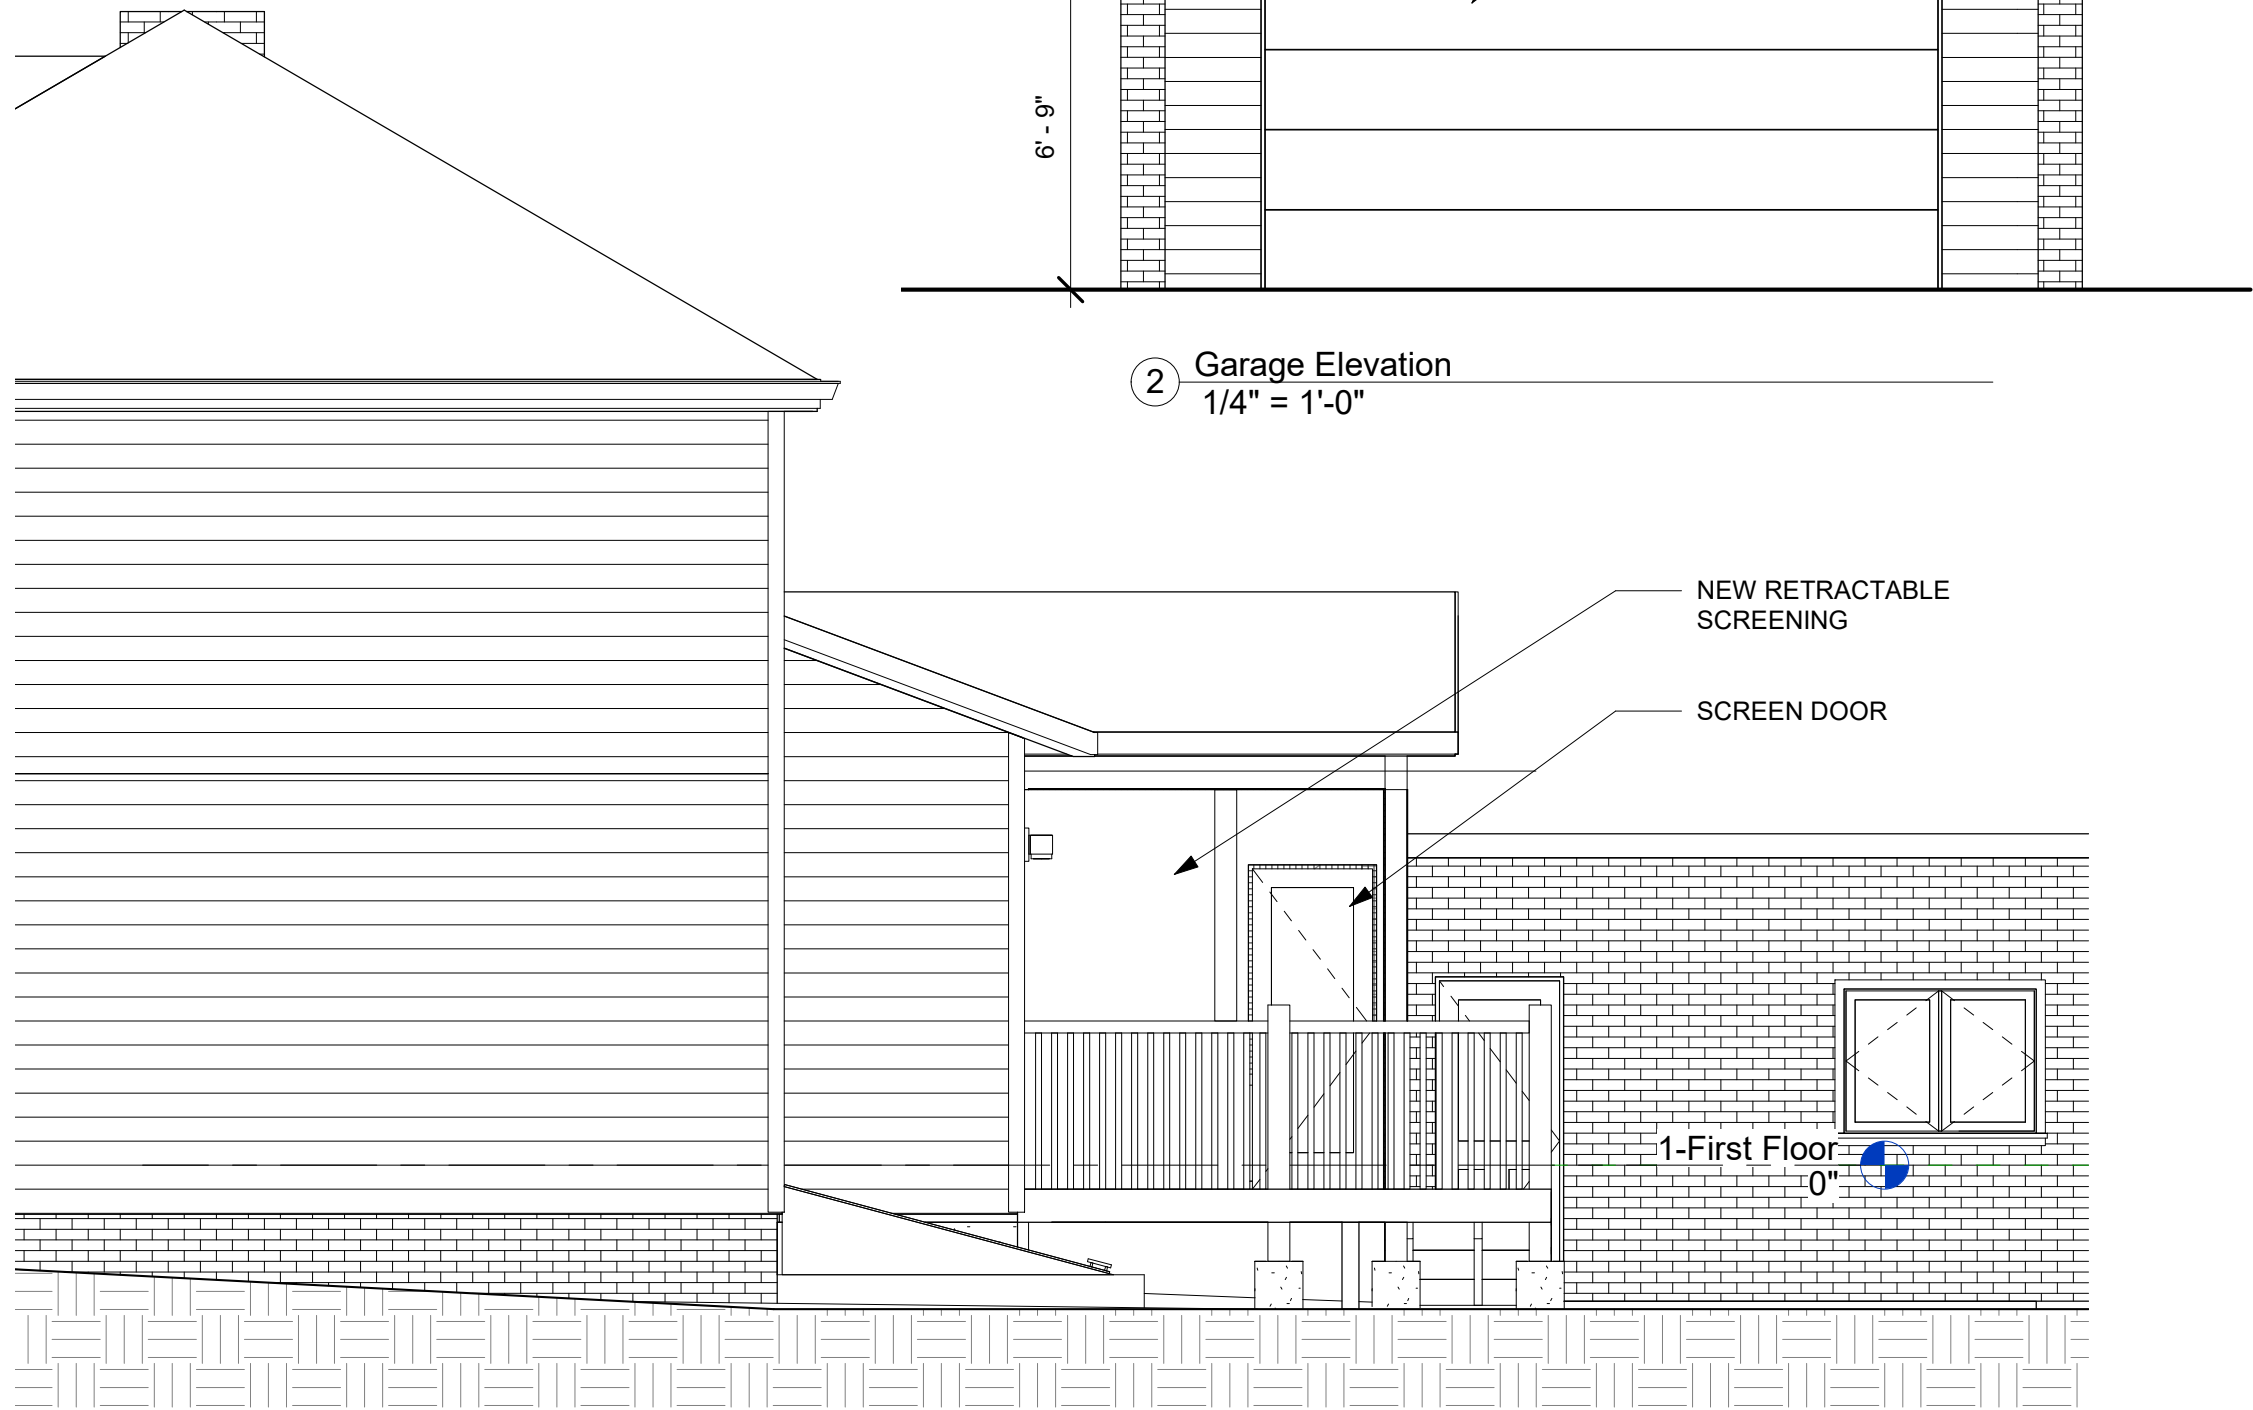 6' - 9"
2
Garage Elevation
1/4" = 1'-0"
NEW RETRACTABLE
SCREENING
SCREEN DOOR
1-First Floor
0"